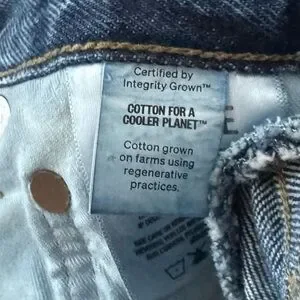 Certified by
Integrity Grown™
COTTON FOR A
COOLER PLANET™
Cotton grown
on farms using
regenerative
practices.
E